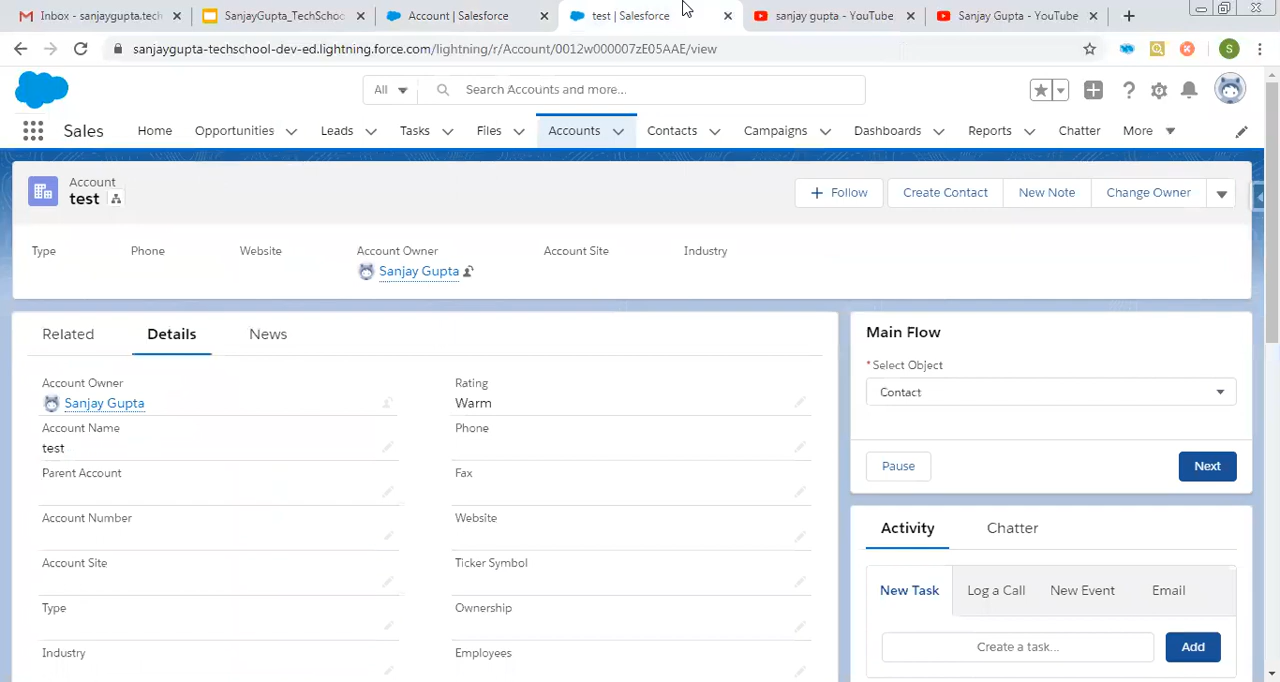 Inbox - sanjaygupta.tech
SanjayGupta_TechSchoo
Account | Salesforce
test | Salesforce
sanjay gupta - YouTube
Sanjay Gupta - YouTube
sanjaygupta-techschool-dev-ed.lightning.force.com/lightning/r/Account/0012w000007zE05AAE/view
S
All
Search Accounts and more...
Sales
Home
Opportunities
Leads
Tasks
Files
Accounts
Contacts
Campaigns
Dashboards
Reports
Chatter
More
Account
test
Follow
Create Contact
New Note
Change Owner
Type
Phone
Website
Account Owner
Account Site
Industry
Sanjay Gupta
Related
Details
News
Account Owner
Sanjay Gupta
Rating
Warm
Account Name
test
Phone
Parent Account
Fax
Account Number
Website
Account Site
Ticker Symbol
Type
Ownership
Industry
Employees
Main Flow
*Select Object
Contact
Pause
Next
Activity
Chatter
New Task
Log a Call
New Event
Email
Create a task...
Add